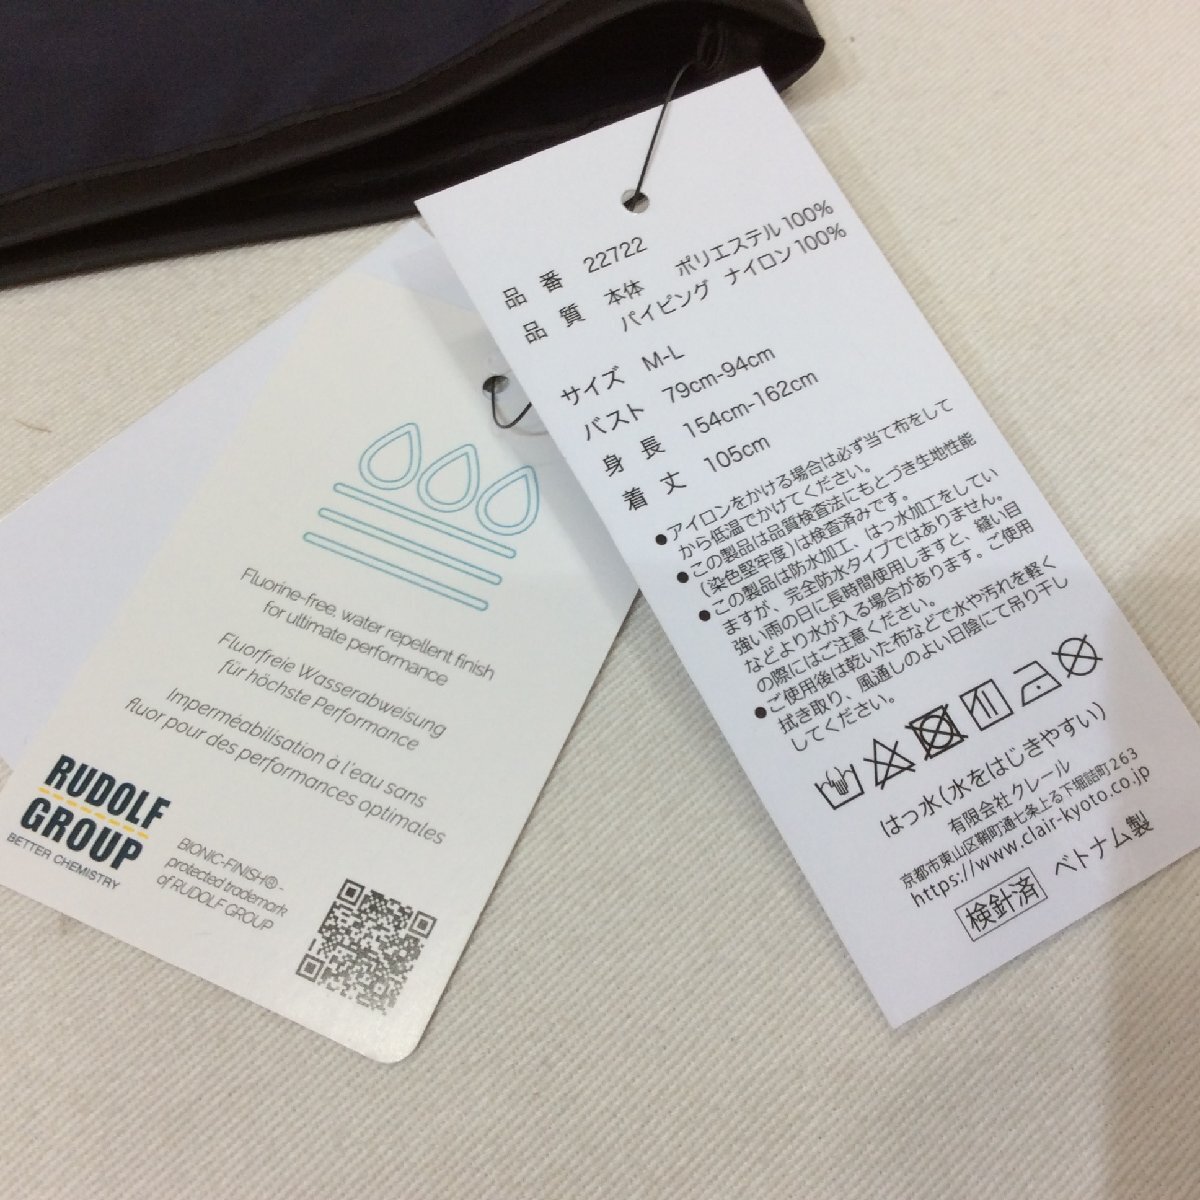 Fluorine-free, water repellent finish
for ultimate performance
Fluorfreie Wasserabweisung
für höchste Performance
Imperméabilisation à l'eau sans
fluor pour des performances optimales
RUDOLF
GROUP
BETTER CHEMISTRY
BIONIC-FINISH® -
protected trademark
of RUDOLF GROUP
品番 22722
品質 本体 ポリエステル 100%
パイピング ナイロン 100%
サイズ M-L
バスト 79cm-94cm
身長 154cm-162cm
着丈 105cm
●アイロンをかける場合は必ず当て布をして
から低温でかけてください。
●この製品は品質検査法にもとづき生地性能
(染色堅牢度)は検査済みです。
●この製品は防水加工、はっ水加工をしてい
ますが、完全防水タイプではありません。
強い雨の日に長時間使用しますと、縫い目
などより水が入る場合があります。ご使用
の際にはご注意ください。
●ご使用後は乾いた布などで水や汚れを軽く
拭き取り、風通しのよい日陰にて吊り干し
してください。
はっ水(水をはじきやすい)
有限会社クレール
京都市東山区鞘町通七条上る下堀詰町263
https://www.clair-kyoto.co.jp
検針済 ベトナム製